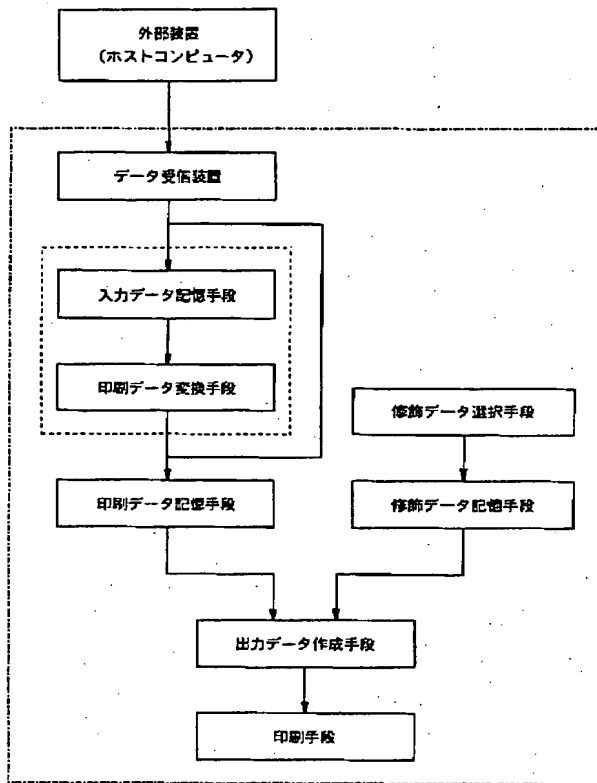 外部装置
（ホストコンピュータ）
データ受信装置
入力データ記憶手段
印刷データ変換手段
修飾データ選択手段
印刷データ記憶手段
修飾データ記憶手段
出力データ作成手段
印刷手段